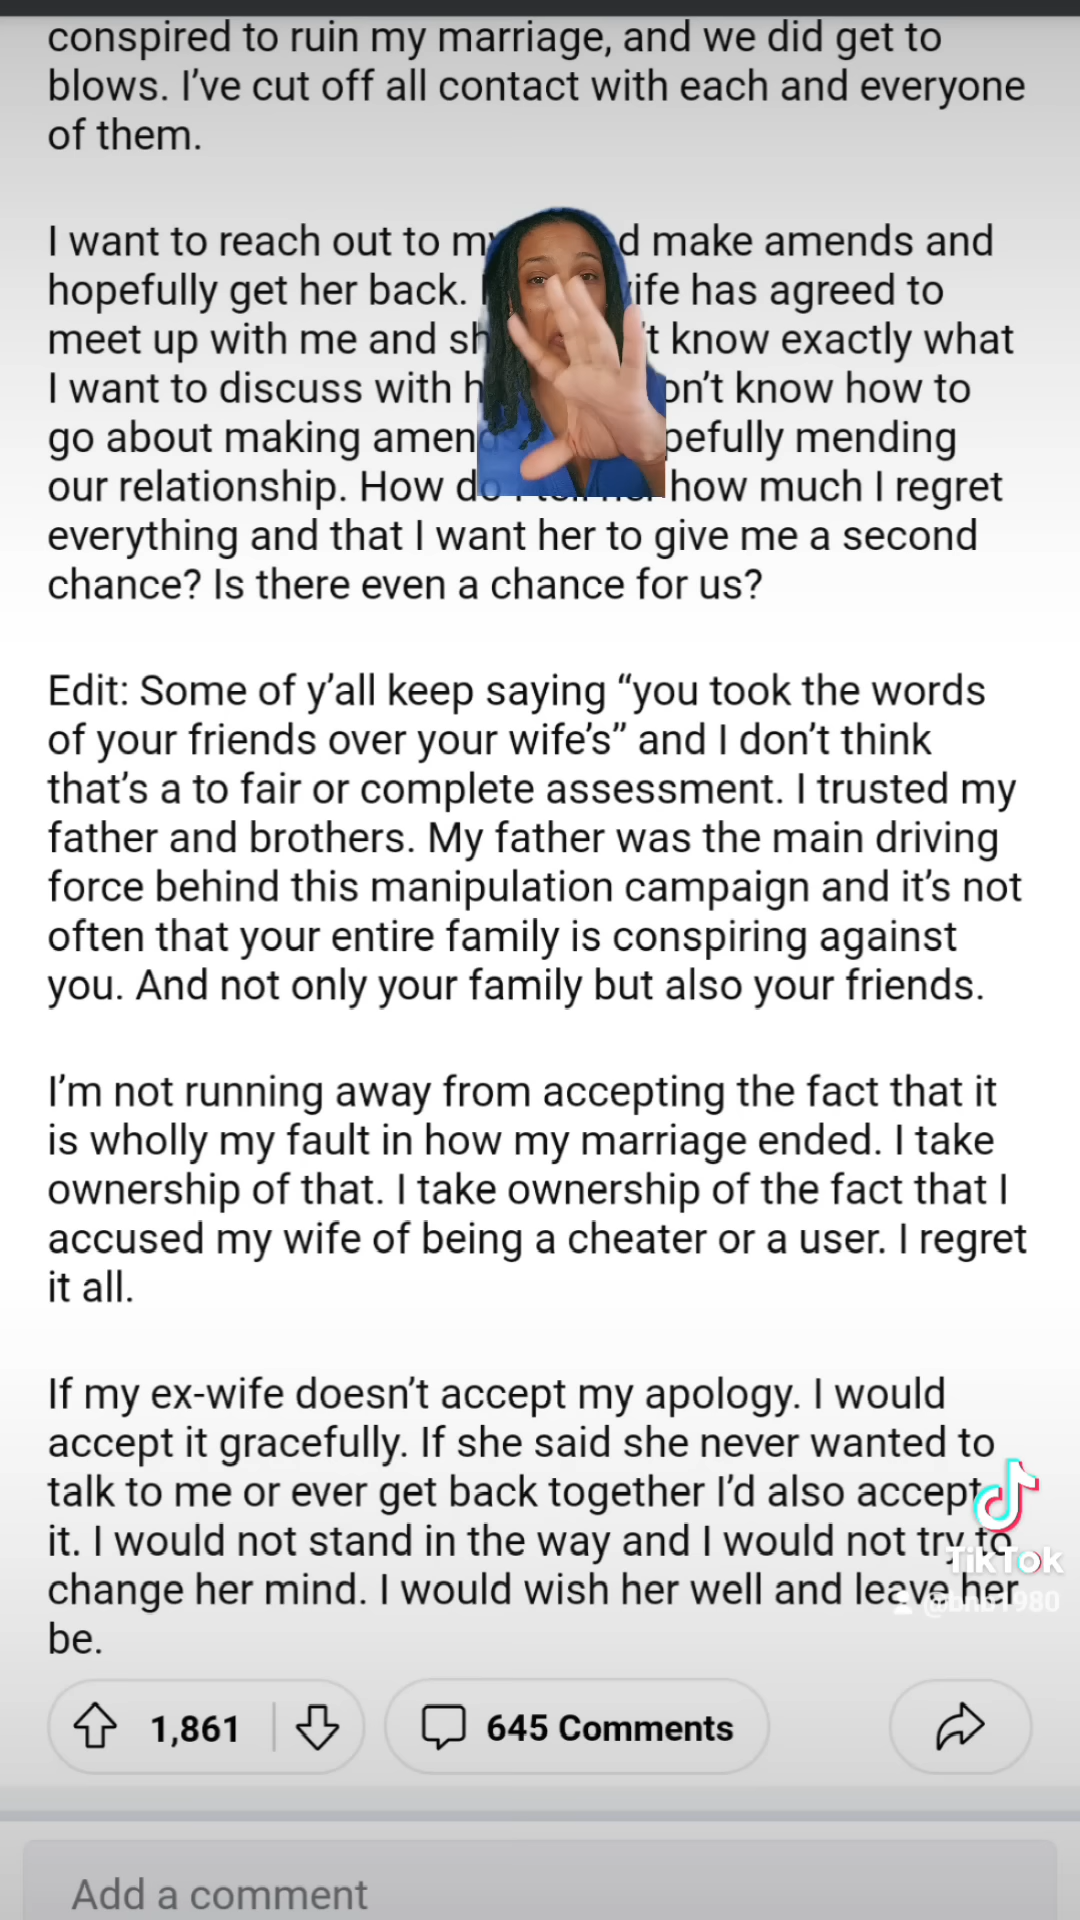 conspired to ruin my marriage, and we did get to
blows. I've cut off all contact with each and everyone
of them.
I want to reach out to my d make amends and
hopefully get her back. ife has agreed to
meet up with me and sh 't know exactly what
I want to discuss with h on't know how to
go about making amend pefully mending
our relationship. How do I tell her how much I regret
everything and that I want her to give me a second
chance? Is there even a chance for us?
Edit: Some of y'all keep saying “you took the words
of your friends over your wife's” and I don't think
that's a to fair or complete assessment. I trusted my
father and brothers. My father was the main driving
force behind this manipulation campaign and it's not
often that your entire family is conspiring against
you. And not only your family but also your friends.
I'm not running away from accepting the fact that it
is wholly my fault in how my marriage ended. I take
ownership of that. I take ownership of the fact that I
accused my wife of being a cheater or a user. I regret
it all.
If my ex-wife doesn't accept my apology. I would
accept it gracefully. If she said she never wanted to
talk to me or ever get back together I'd also accept
it. I would not stand in the way and I would not try to
change her mind. I would wish her well and leave her
be.
TikTok
1,861
645 Comments
Add a comment